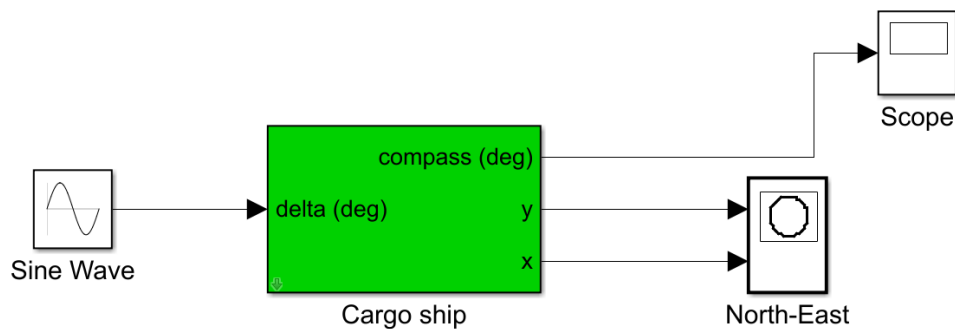 Scope
compass (deg)
delta (deg)
y
x
Sine Wave
Cargo ship
North-East